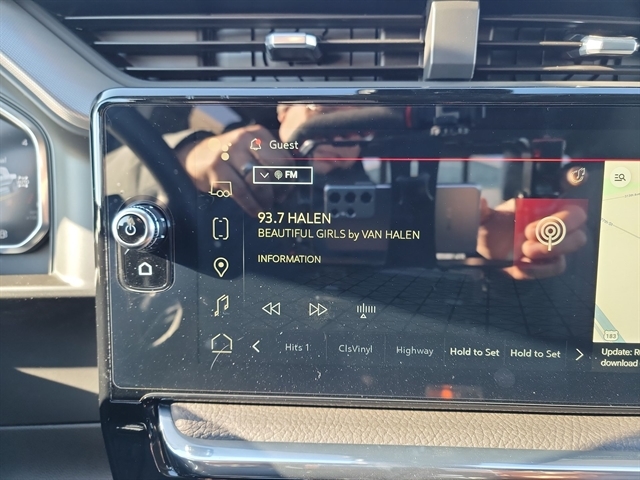 Guest
FM
93.7 HALEN
BEAUTIFUL GIRLS by VAN HALEN
INFORMATION
Hits 1
ClsVinyl
Highway
Hold to Set
Hold to Set
183
Update:
download